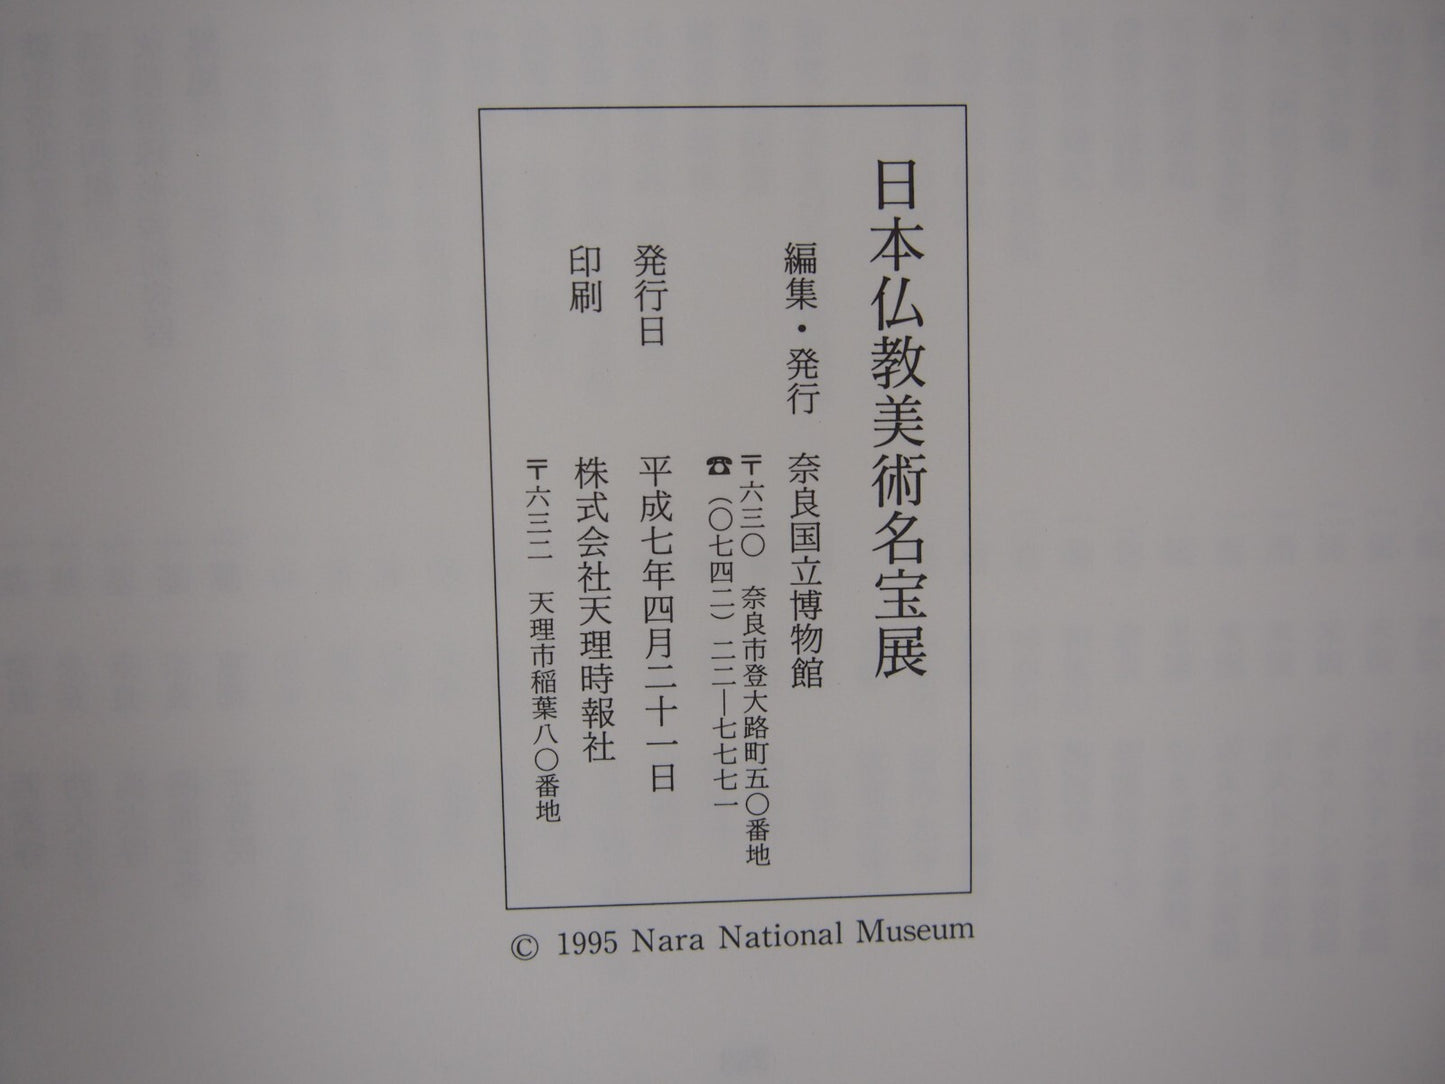 日本仏教美術名宝展
編集・発行 奈良国立博物館
〒六三〇 奈良市登大路町五〇番地
☎(〇七四二)二二―七七七一
発行日 平成七年四月二十一日
印刷 株式会社天理時報社
〒六三二 天理市稲葉八〇番地
© 1995 Nara National Museum